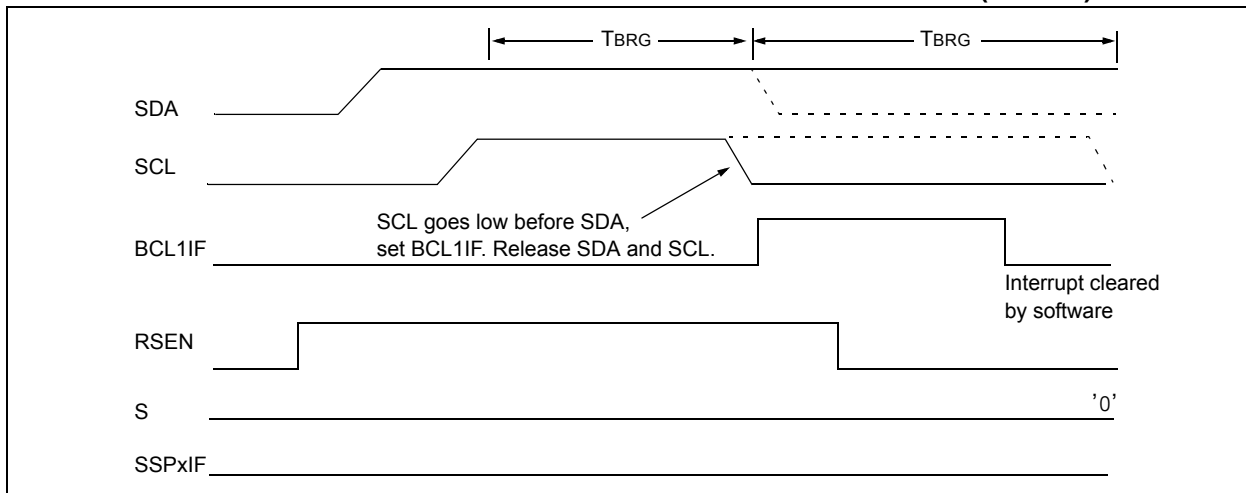 TBRG TBRG
SDA
SCL
SCL goes low before SDA,
set BCL1IF. Release SDA and SCL.
BCL1IF
Interrupt cleared
by software
RSEN
S '0'
SSPxIF